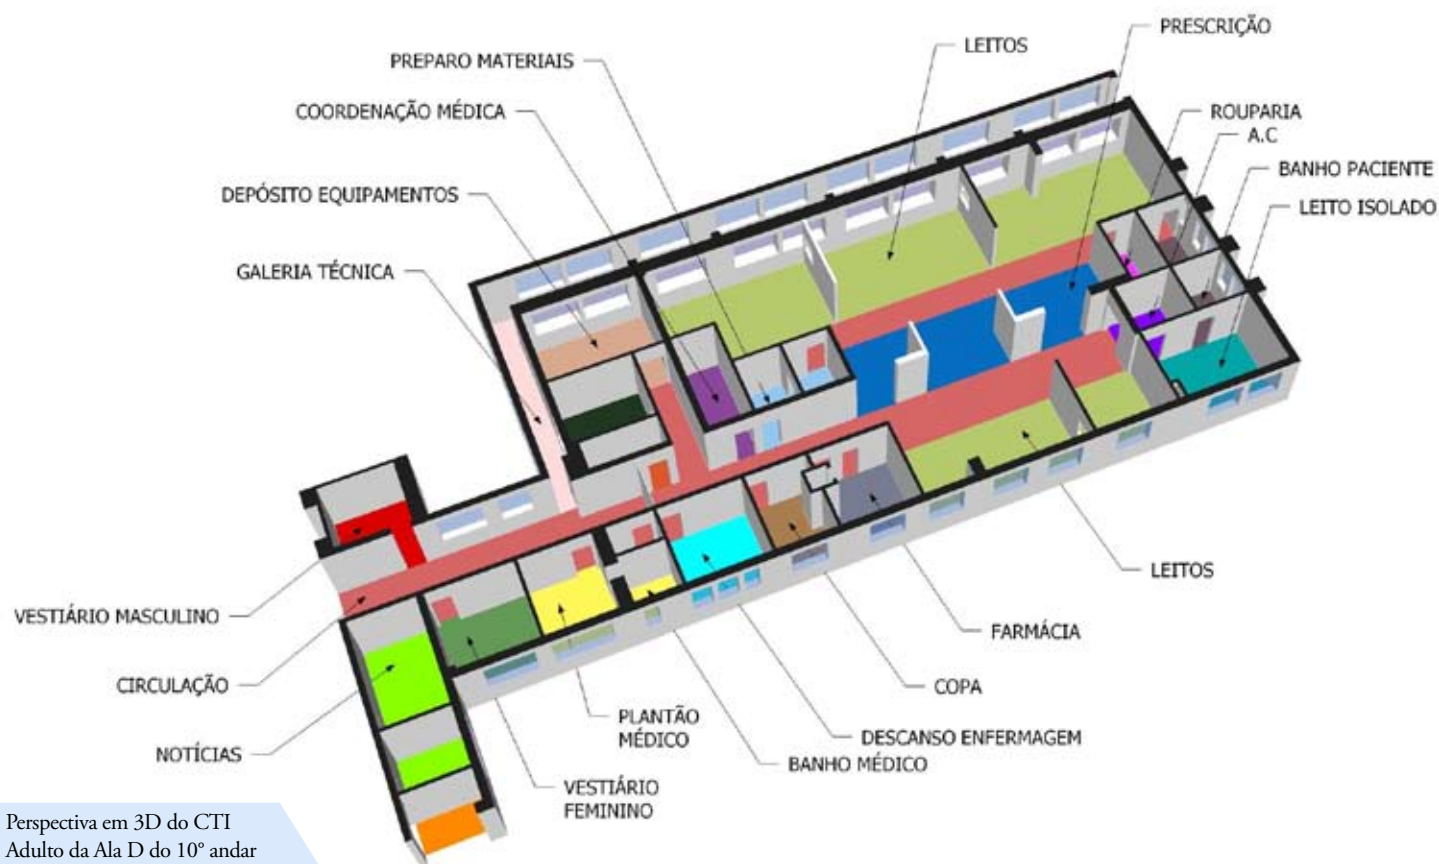 PRESCRIÇÃO
LEITOS
PREPARO MATERIAIS
COORDENAÇÃO MÉDICA
ROUPARIA
A.C
BANHO PACIENTE
DEPÓSITO EQUIPAMENTOS
LEITO ISOLADO
GALERIA TÉCNICA
LEITOS
VESTIÁRIO MASCULINO
FARMÁCIA
CIRCULAÇÃO
COPA
PLANTÃO
MÉDICO
DESCANSO ENFERMAGEM
NOTÍCIAS
BANHO MÉDICO
VESTIÁRIO
FEMININO
Perspectiva em 3D do CTI
Adulto da Ala D do 10° andar